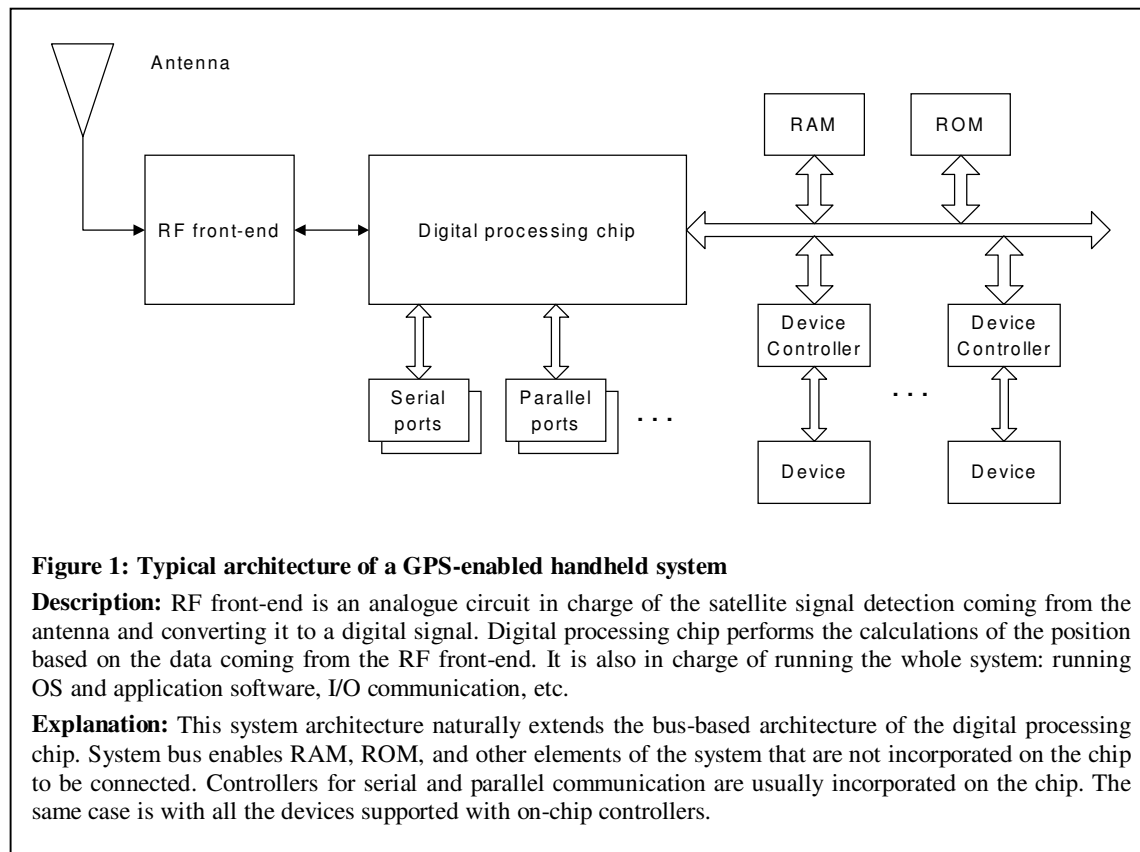 Antenna
RAM
ROM
RF front-end
Digital processing chip
Device
Controller
Device
Controller
Serial
ports
Parallel
ports
. . .
. . .
Device
Device
Figure 1: Typical architecture of a GPS-enabled handheld system
Description: RF front-end is an analogue circuit in charge of the satellite signal detection coming from the
antenna and converting it to a digital signal. Digital processing chip performs the calculations of the position
based on the data coming from the RF front-end. It is also in charge of running the whole system: running
OS and application software, I/O communication, etc.
Explanation: This system architecture naturally extends the bus-based architecture of the digital processing
chip. System bus enables RAM, ROM, and other elements of the system that are not incorporated on the chip
to be connected. Controllers for serial and parallel communication are usually incorporated on the chip. The
same case is with all the devices supported with on-chip controllers.